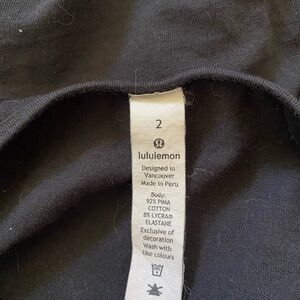 2
lululemon
Designed in
Vancouver
Made in Peru
Body:
92% PIMA
COTTON
8% LYCRA®
ELASTANE
Exclusive of
decoration
Wash with
like colours